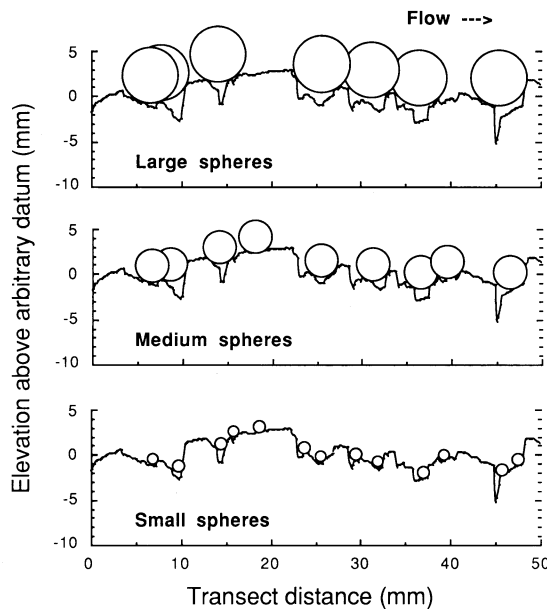 Flow --->
5
0
-5
-10
Large spheres
5
0
-5
-10
Medium spheres
5
0
-5
-10
Small spheres
0 10 20 30 40 50
Transect distance (mm)
Elevation above arbitrary datum (mm)